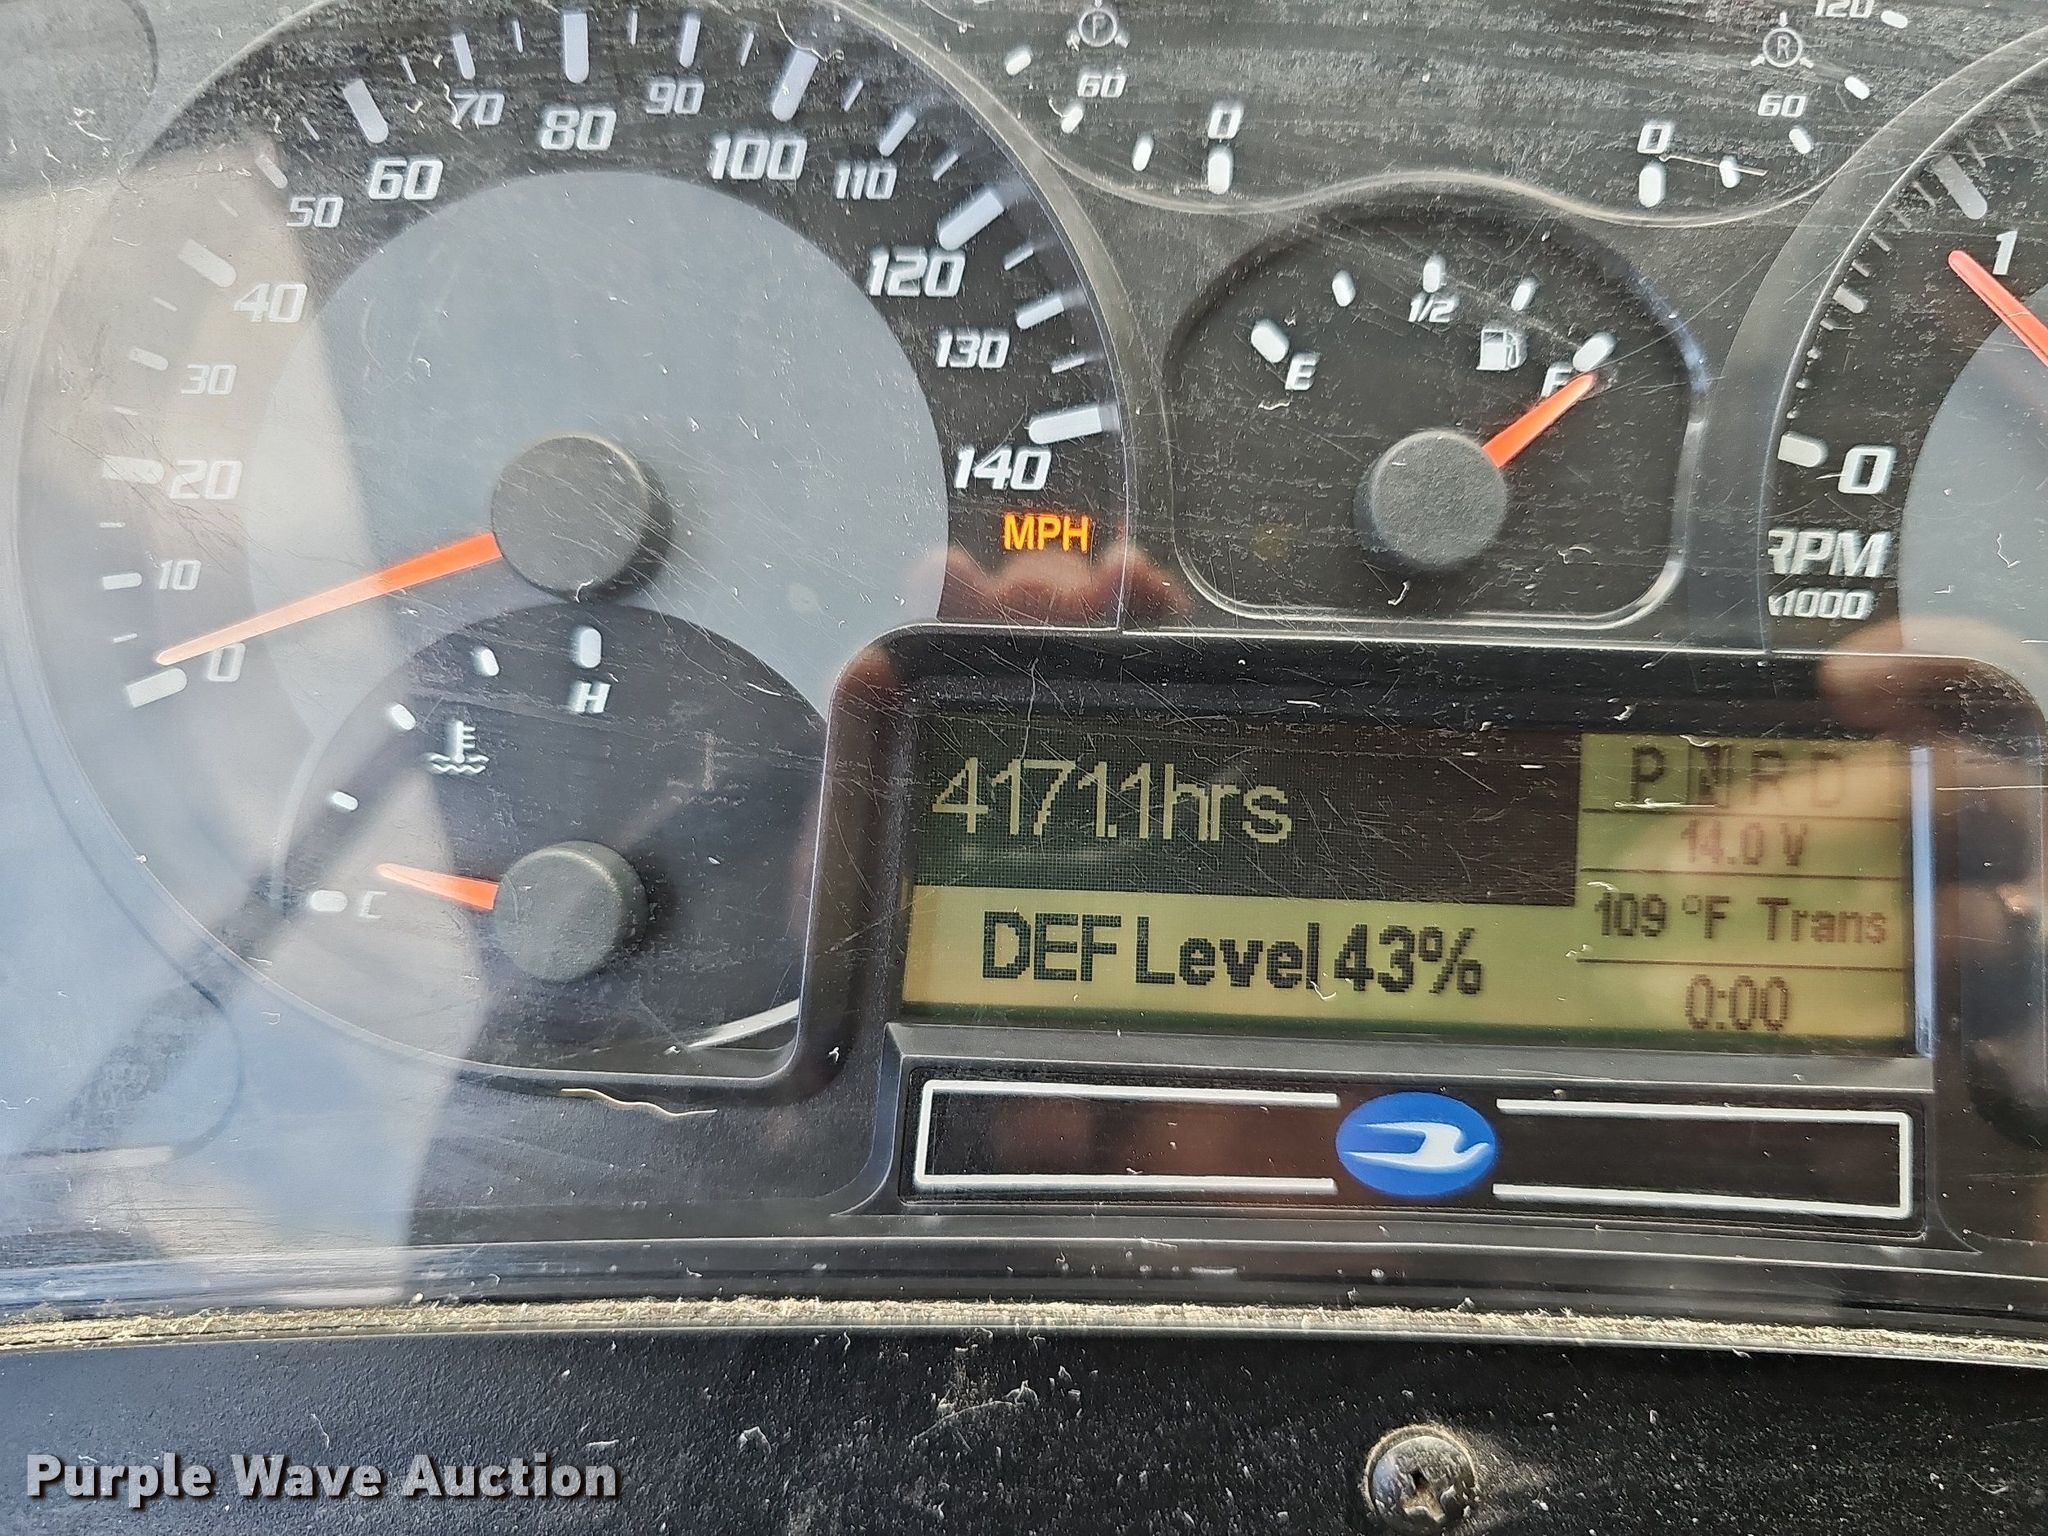 120
P
R
60
60
0
0
70
80
90
60
100
110
50
40
120
30
130
20
140
10
MPH
0
1/2
E
F
1
0
RPM
x1000
H
C
4171.1hrs
P N R D
14.0 V
109 °F Trans
DEF Level 43%
0:00
Purple Wave Auction